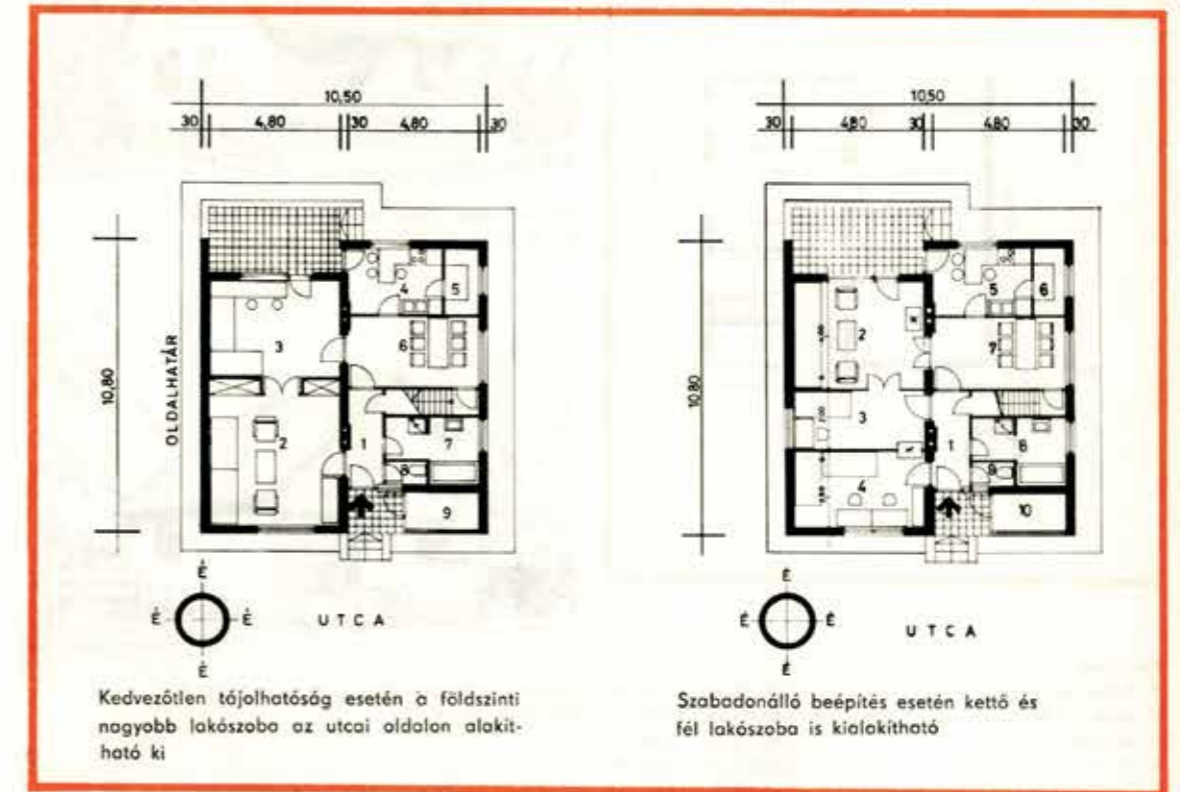 10,50
30 4,80 30 4,80 30
10,80
OLDALHATÁR
4
5
3
6
2
1
7
8
9
É
É É
É
UTCA
Kedvezőtlen tájolhatóság esetén a földszinti
nagyobb lakószoba az utcai oldalon alakít-
ható ki
10,50
30 4,80 30 4,80 30
10,80
5
6
2
7
3
2,00
1
8
9
4
10
É
É É
É
UTCA
Szabadonálló beépítés esetén kettő és
fél lakószoba is kialakítható